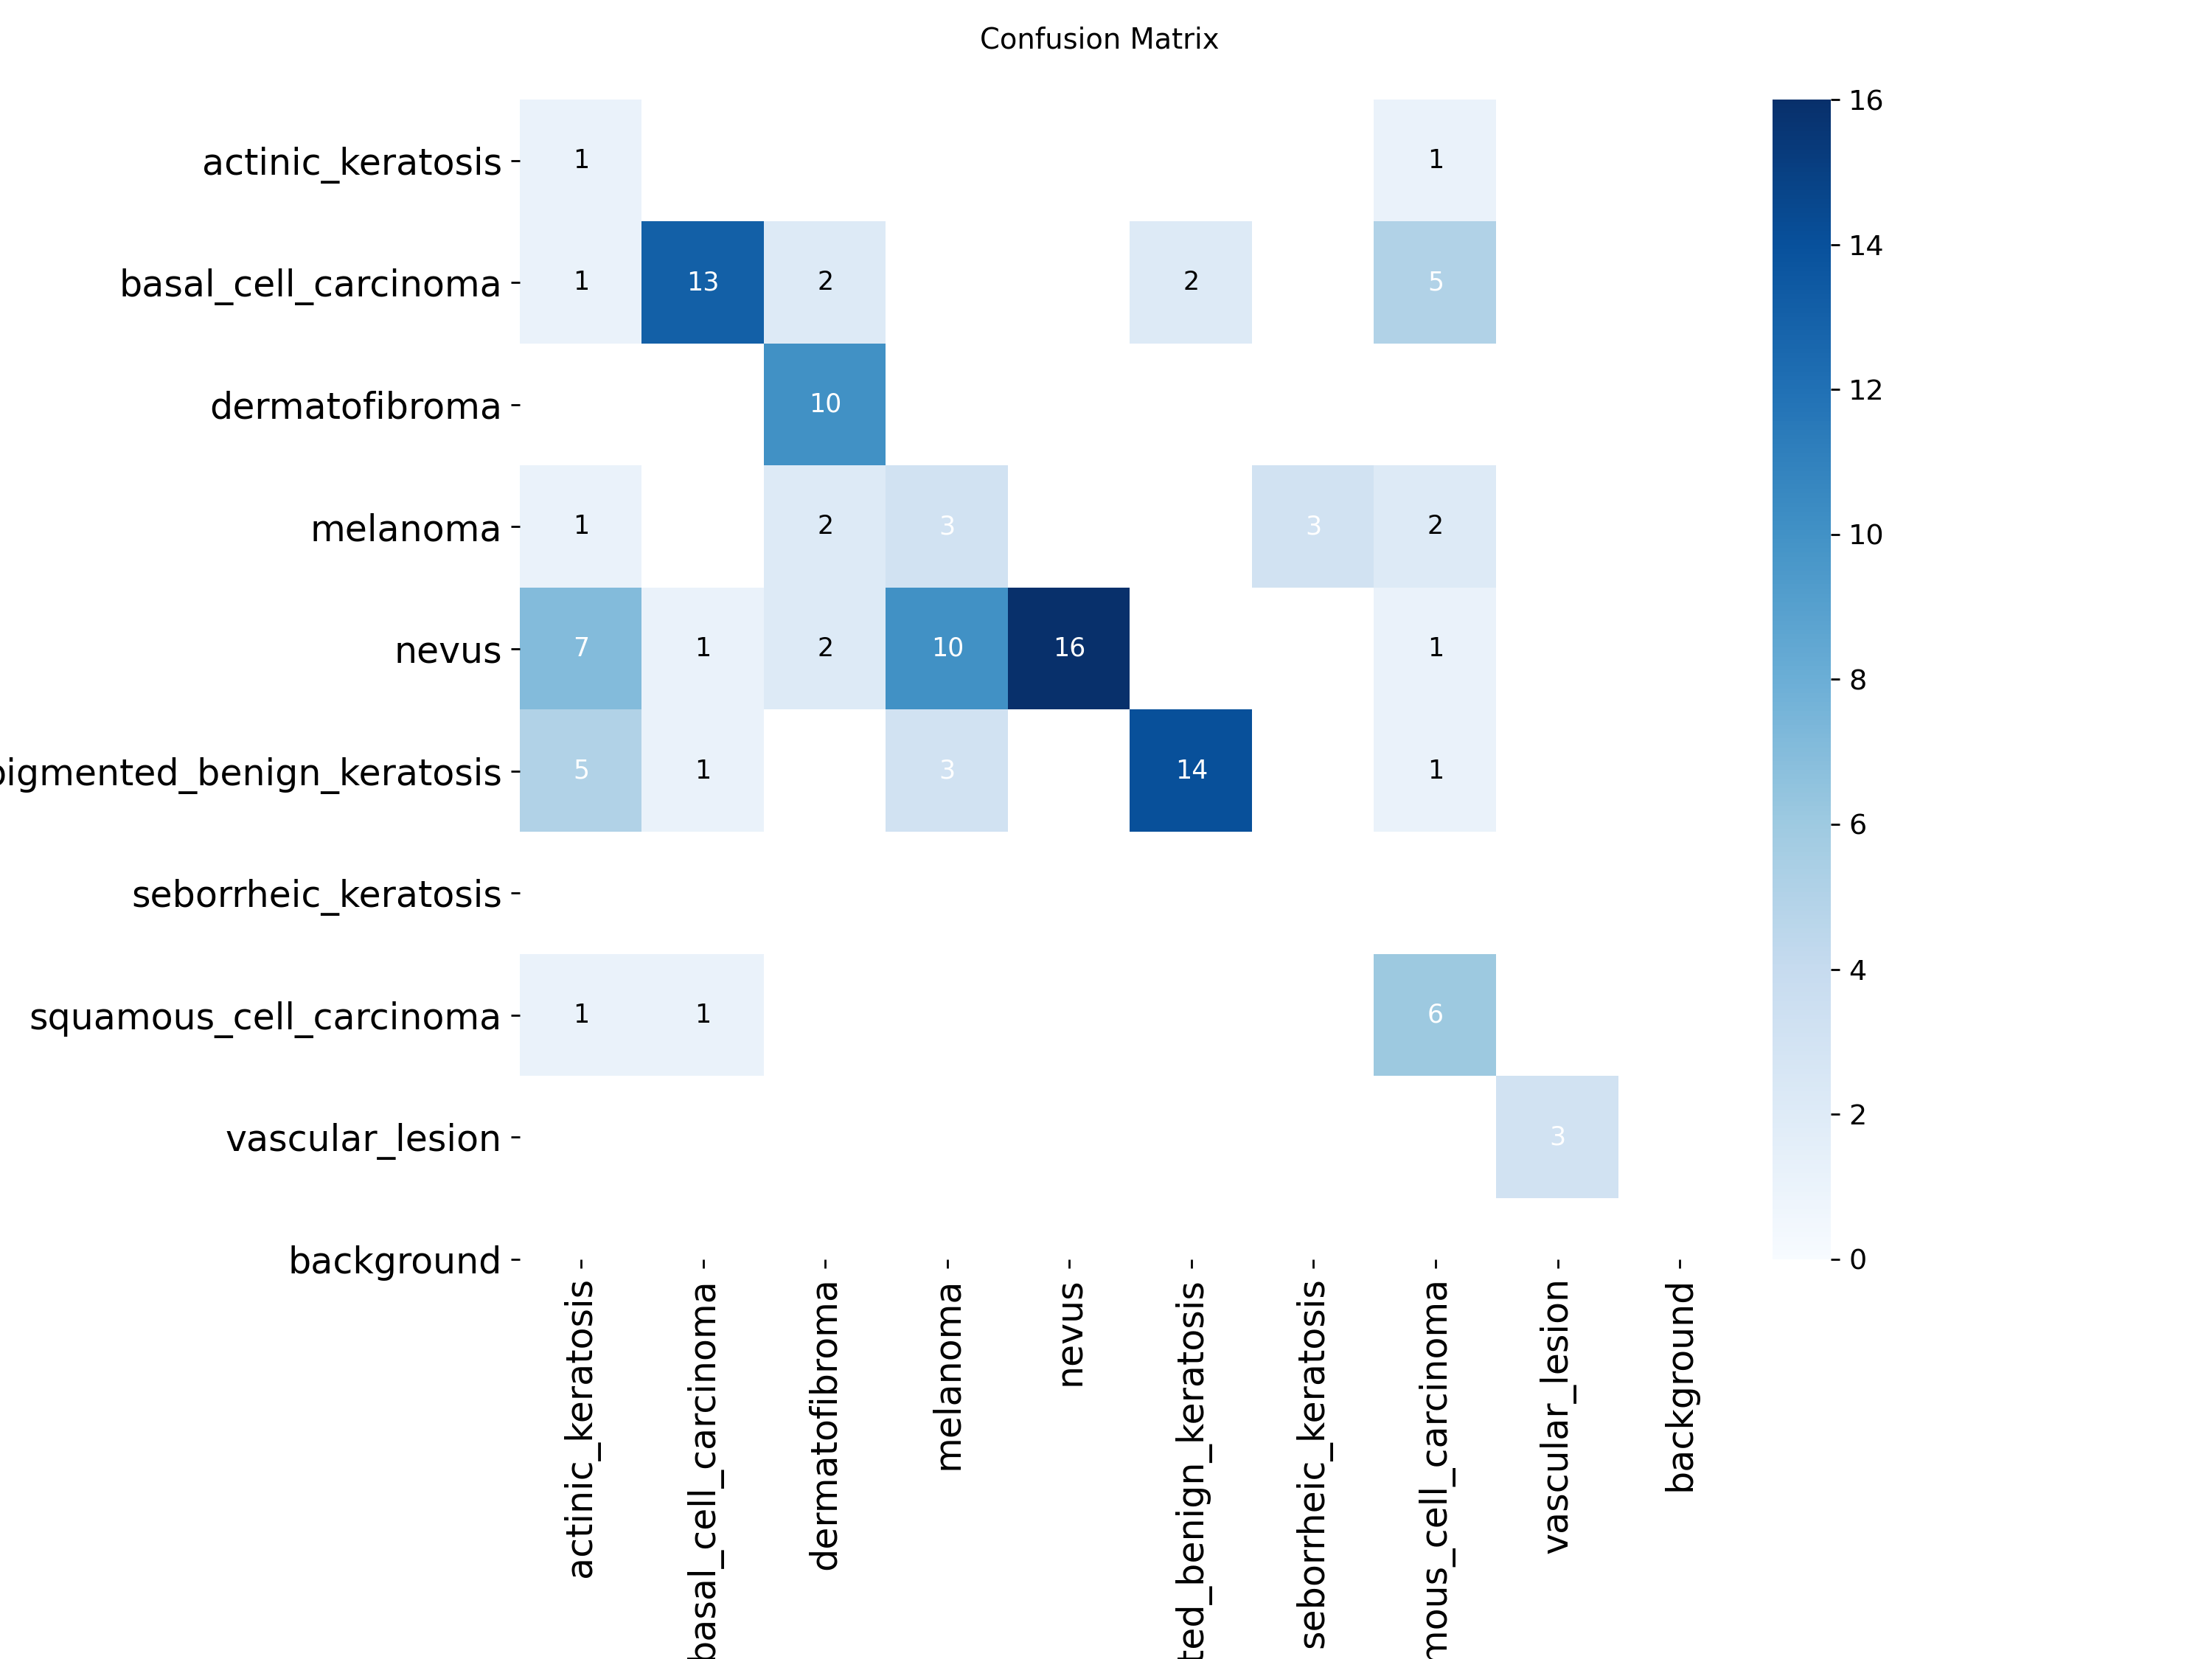 Confusion Matrix
actinic_keratosis 1 1
basal_cell_carcinoma 1 13 2 2 5
dermatofibroma 10
melanoma 1 2 3 3 2
nevus 7 1 2 10 16 1
pigmented_benign_keratosis 5 1 3 14 1
seborrheic_keratosis
squamous_cell_carcinoma 1 1 6
vascular_lesion 3
background
16
14
12
10
8
6
4
2
0
actinic_keratosis
basal_cell_carcinoma
dermatofibroma
melanoma
nevus
ted_benign_keratosis
seborrheic_keratosis
mous_cell_carcinoma
vascular_lesion
background